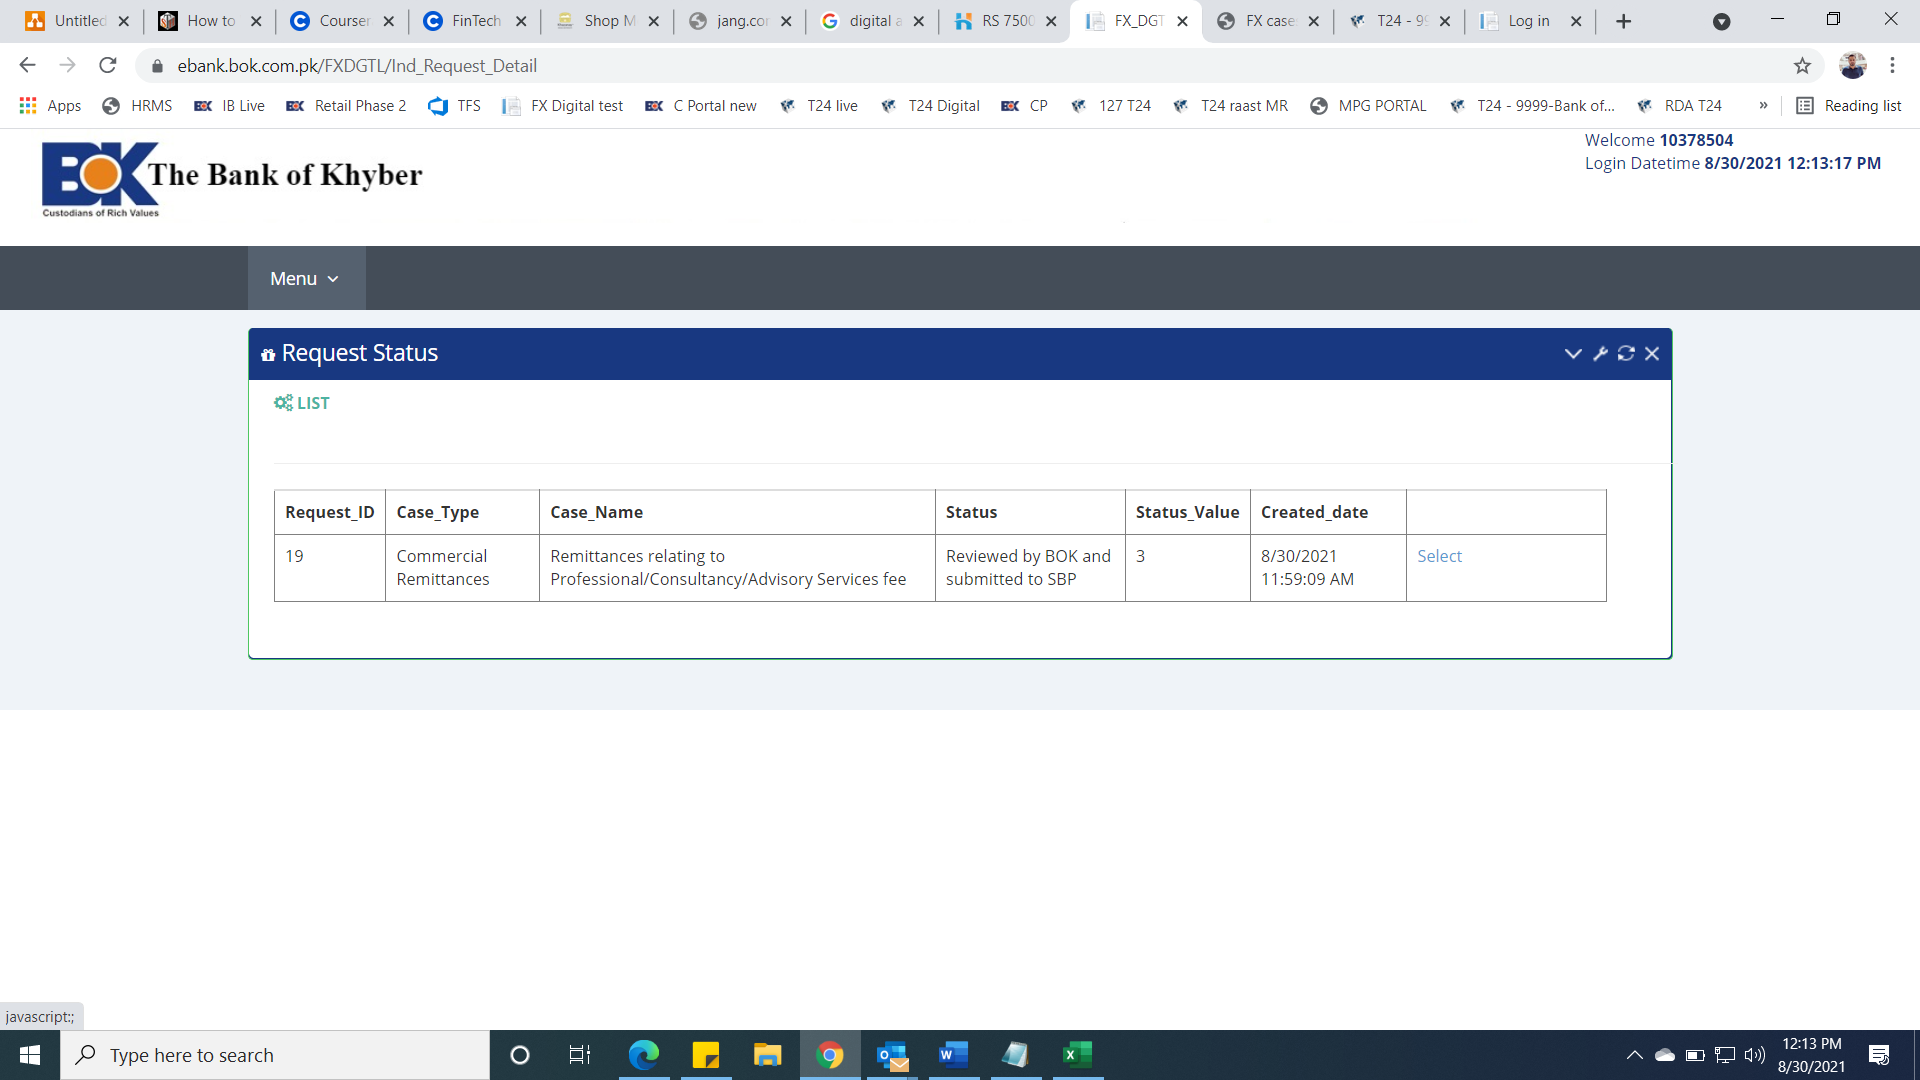 Untitled
How to
Courser
FinTech
Shop M
jang.cor
digital a
RS 7500
FX_DGT
FX case
T24 - 99
Log in
ebank.bok.com.pk/FXDGTL/Ind_Request_Detail
Apps HRMS IB Live Retail Phase 2 TFS FX Digital test C Portal new T24 live T24 Digital CP 127 T24 T24 raast MR MPG PORTAL T24 - 9999-Bank of... RDA T24 » Reading list
BOK The Bank of Khyber
Custodians of Rich Values
Welcome 10378504
Login Datetime 8/30/2021 12:13:17 PM
Menu
Request Status
LIST
Request_ID Case_Type Case_Name Status Status_Value Created_date
19 Commercial Remittances relating to Reviewed by BOK and 3 8/30/2021 Select
Remittances Professional/Consultancy/Advisory Services fee submitted to SBP 11:59:09 AM
javascript:;
Type here to search
12:13 PM
8/30/2021